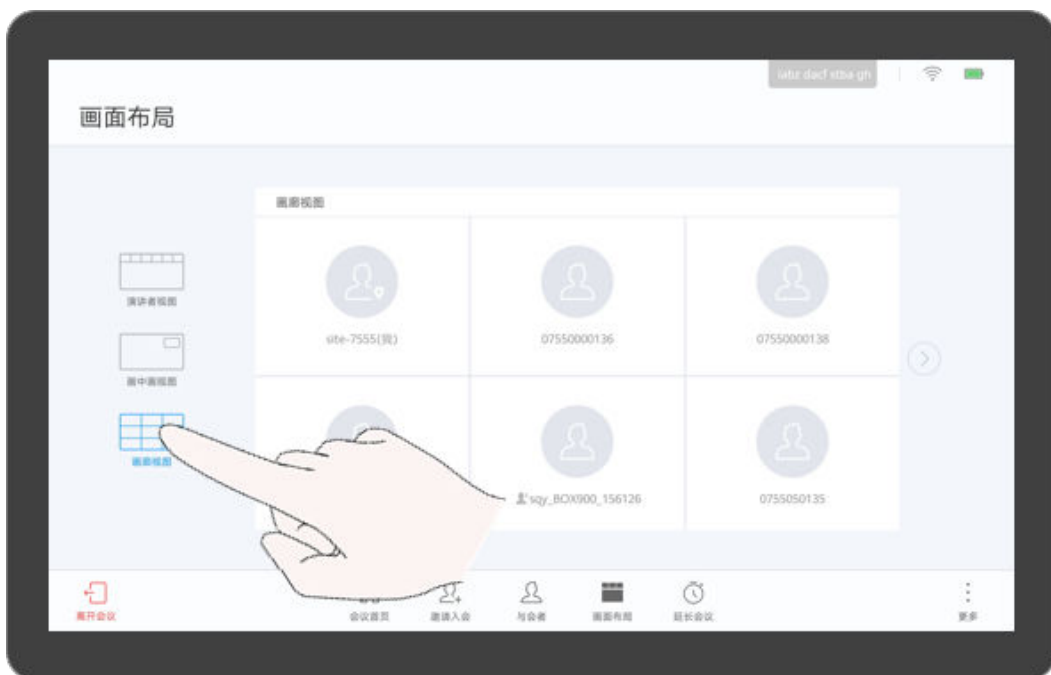 画面布局
画廊视图
演讲者视图
画中画视图
画廊视图
site-7555(我)
07550000136
07550000138
sqy_BOX900_156126
0755050135
离开会议
会议首页
邀请入会
与会者
画面布局
延长会议
更多